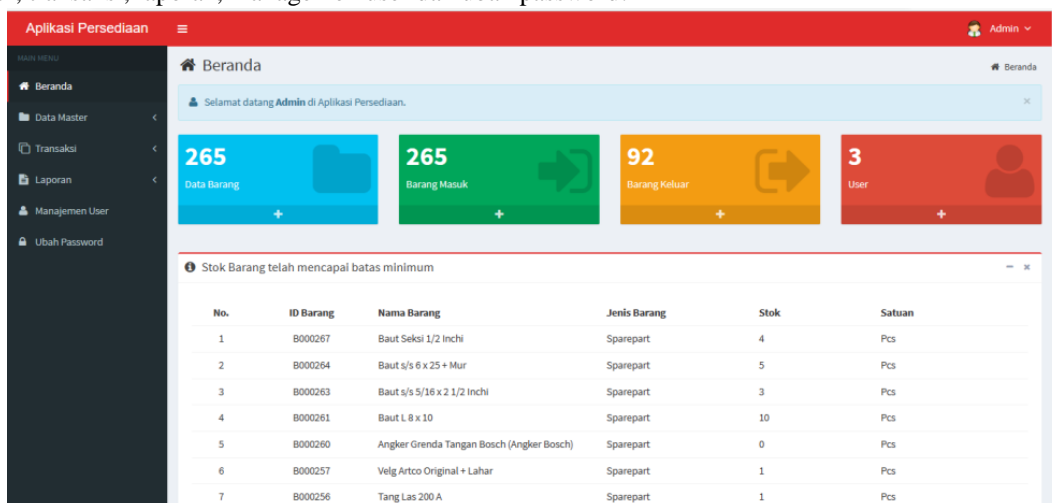 Aplikasi Persediaan
Admin
MAIN MENU
Beranda
Data Master
Transaksi
Laporan
Manajemen User
Ubah Password
Beranda
Beranda
Selamat datang Admin di Aplikasi Persediaan.
×
265
Data Barang
+
265
Barang Masuk
+
92
Barang Keluar
+
3
User
+
Stok Barang telah mencapai batas minimum
No. ID Barang Nama Barang Jenis Barang Stok Satuan
1 B000267 Baut Seksi 1/2 Inchi Sparepart 4 Pcs
2 B000264 Baut s/s 6 x 25 + Mur Sparepart 5 Pcs
3 B000263 Baut s/s 5/16 x 2 1/2 Inchi Sparepart 3 Pcs
4 B000261 Baut L 8 x 10 Sparepart 10 Pcs
5 B000260 Angker Grenda Tangan Bosch (Angker Bosch) Sparepart 0 Pcs
6 B000257 Velg Artco Original + Lahar Sparepart 1 Pcs
7 B000256 Tang Las 200 A Sparepart 1 Pcs